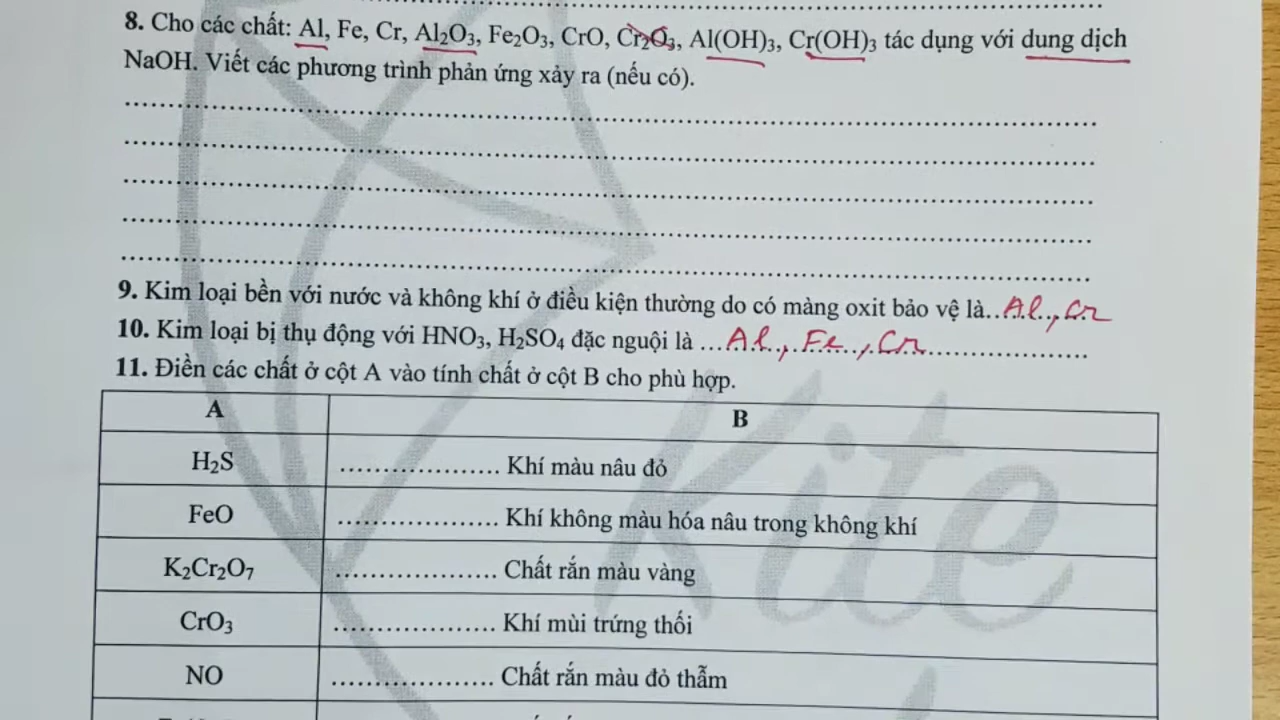 8. Cho các chất: Al, Fe, Cr, Al₂O₃, Fe₂O₃, CrO, Cr₂O₃, Al(OH)₃, Cr(OH)₃ tác dụng với dung dịch
NaOH. Viết các phương trình phản ứng xảy ra (nếu có).
9. Kim loại bền với nước và không khí ở điều kiện thường do có màng oxit bảo vệ là..Al, Cr
10. Kim loại bị thụ động với HNO₃, H₂SO₄ đặc nguội là ...Al, Fe, Cr
11. Điền các chất ở cột A vào tính chất ở cột B cho phù hợp.
A B
H₂S .................... Khí màu nâu đỏ
FeO .................... Khí không màu hóa nâu trong không khí
K₂Cr₂O₇ .................... Chất rắn màu vàng
CrO₃ .................... Khí mùi trứng thối
NO .................... Chất rắn màu đỏ thẫm
Kite